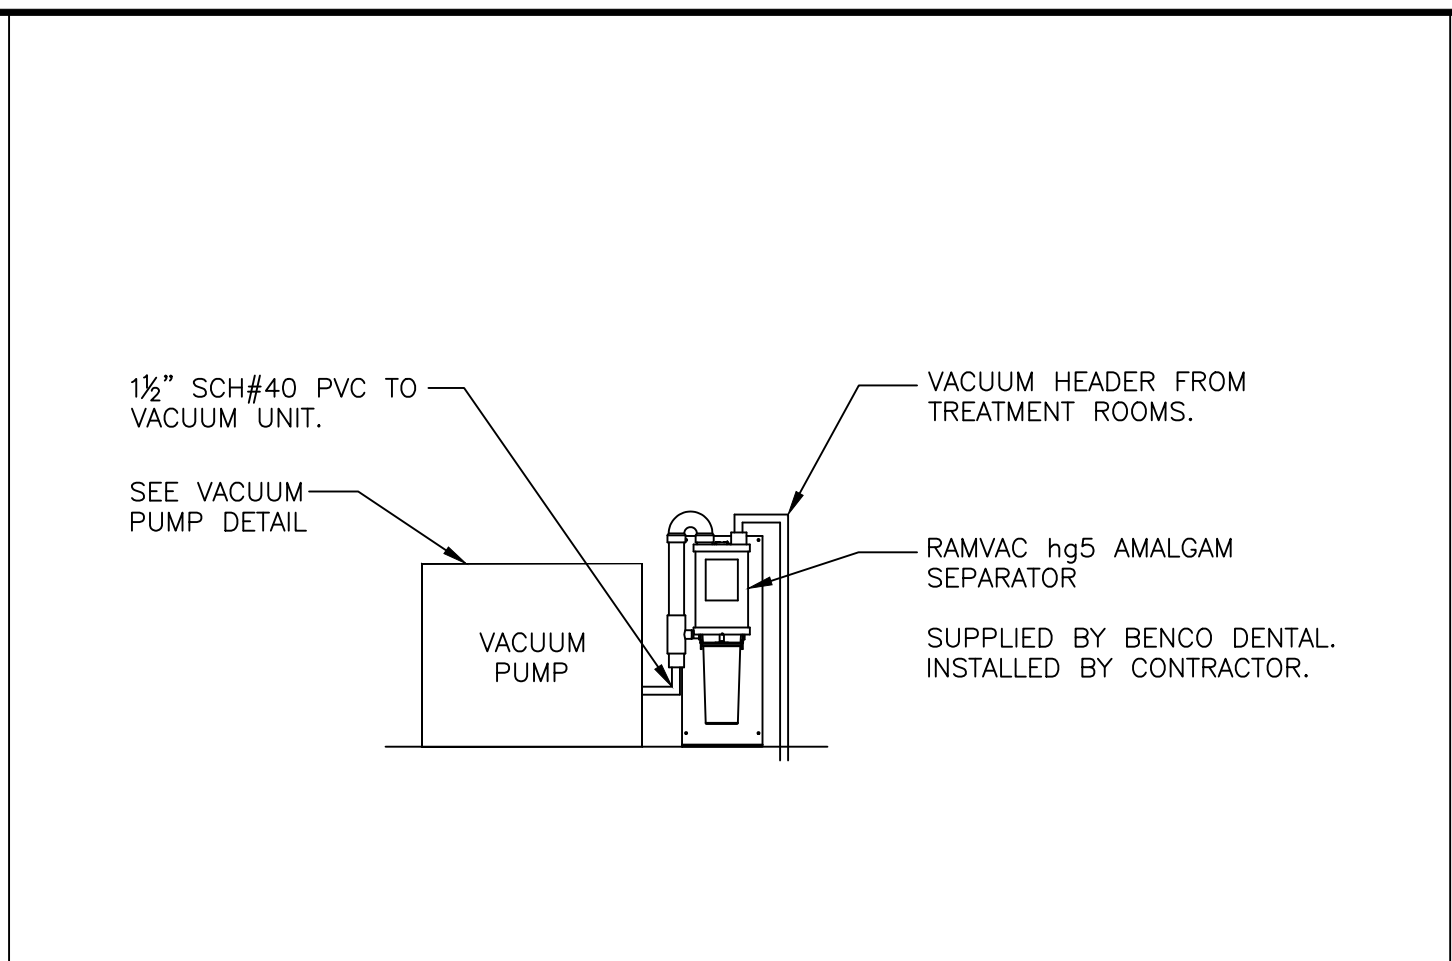 1½” SCH#40 PVC TO
VACUUM UNIT.
SEE VACUUM
PUMP DETAIL
VACUUM
PUMP
VACUUM HEADER FROM
TREATMENT ROOMS.
RAMVAC hg5 AMALGAM
SEPARATOR
SUPPLIED BY BENCO DENTAL.
INSTALLED BY CONTRACTOR.